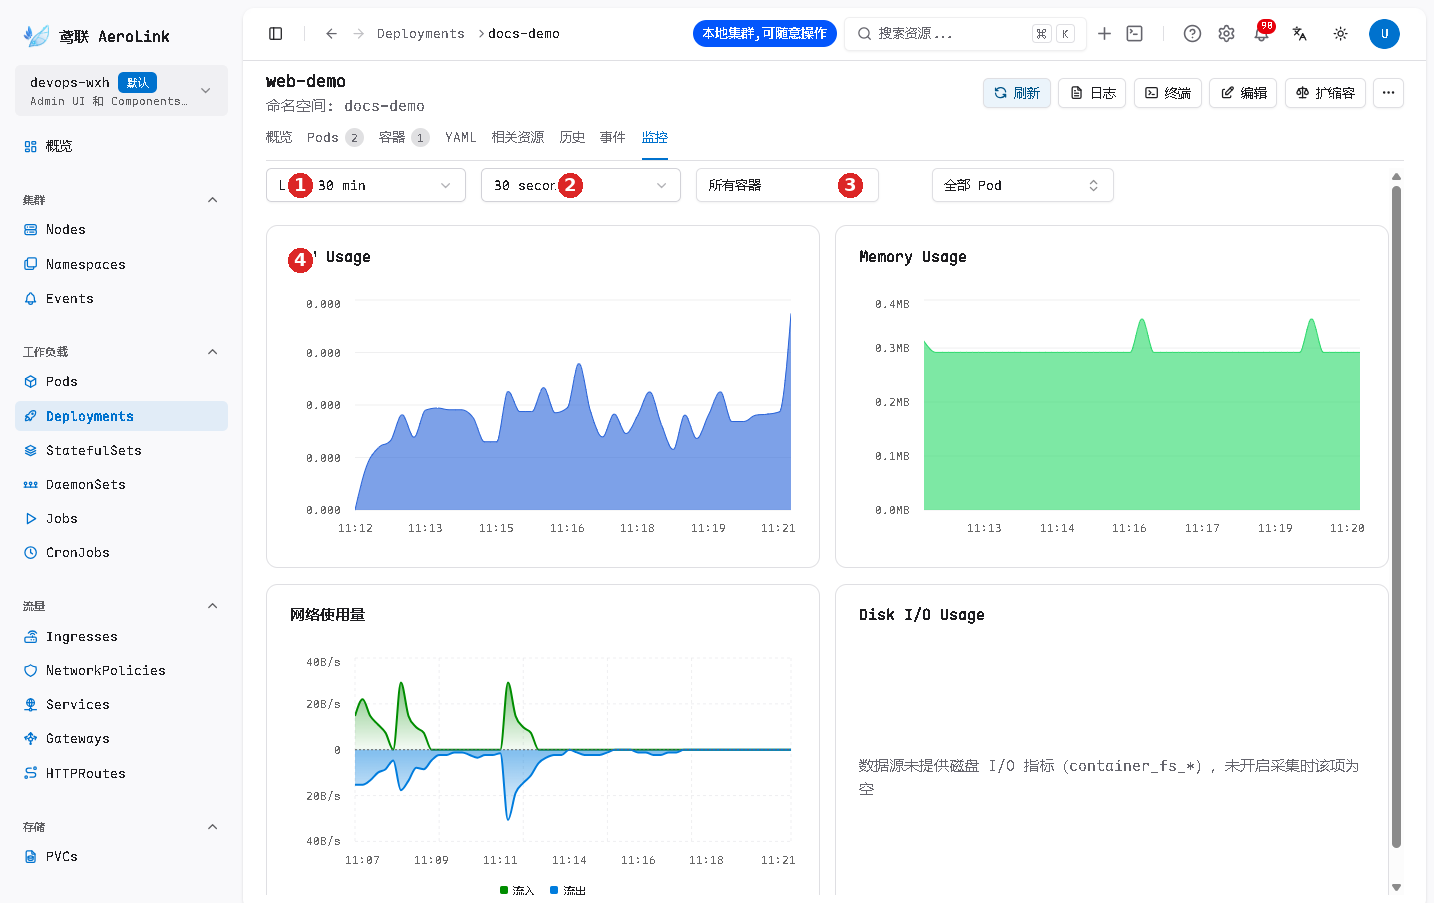 鸢联 AeroLink
devops-wxh 默认
Admin UI 和 Components…
概览
集群
Nodes
Namespaces
Events
工作负载
Pods
Deployments
StatefulSets
DaemonSets
Jobs
CronJobs
流量
Ingresses
NetworkPolicies
Services
Gateways
HTTPRoutes
存储
PVCs
Deployments > docs-demo
本地集群,可随意操作
搜索资源... ⌘ K
98
U
web-demo
命名空间: docs-demo
刷新 日志 终端 编辑 扩缩容
概览 Pods 2 容器 1 YAML 相关资源 历史 事件 监控
1 30 min
30 secon 2
所有容器 3
全部 Pod
4 Usage
0.000
0.000
0.000
0.000
0.000
11:12 11:13 11:15 11:16 11:18 11:19 11:21
Memory Usage
0.4MB
0.3MB
0.2MB
0.1MB
0.0MB
11:13 11:14 11:16 11:17 11:19 11:20
网络使用量
40B/s
20B/s
0
20B/s
40B/s
11:07 11:09 11:11 11:14 11:16 11:18 11:21
流入 流出
Disk I/O Usage
数据源未提供磁盘 I/O 指标（container_fs_*）, 未开启采集时该项为
空